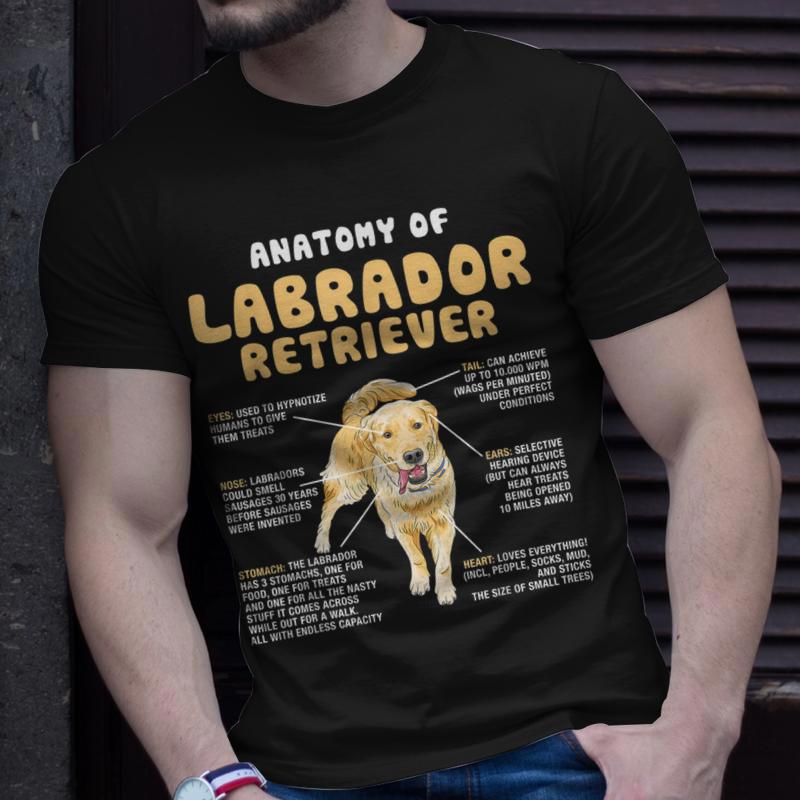 ANATOMY OF
LABRADOR
RETRIEVER
TAIL: CAN ACHIEVE
UP TO 10.000 WPM
(WAGS PER MINUTED)
UNDER PERFECT
CONDITIONS
EYES: USED TO HYPNOTIZE
HUMANS TO GIVE
THEM TREATS
EARS: SELECTIVE
HEARING DEVICE
(BUT CAN ALWAYS
HEAR TREATS
BEING OPENED
10 MILES AWAY)
NOSE: LABRADORS
COULD SMELL
SAUSAGES 30 YEARS
BEFORE SAUSAGES
WERE INVENTED
STOMACH: THE LABRADOR
HAS 3 STOMACHS, ONE FOR
FOOD, ONE FOR TREATS
AND ONE FOR ALL THE NASTY
STUFF IT COMES ACROSS
WHILE OUT FOR A WALK.
ALL WITH ENDLESS CAPACITY
HEART: LOVES EVERYTHING!
(INCL, PEOPLE, SOCKS, MUD,
AND STICKS
THE SIZE OF SMALL TREES)